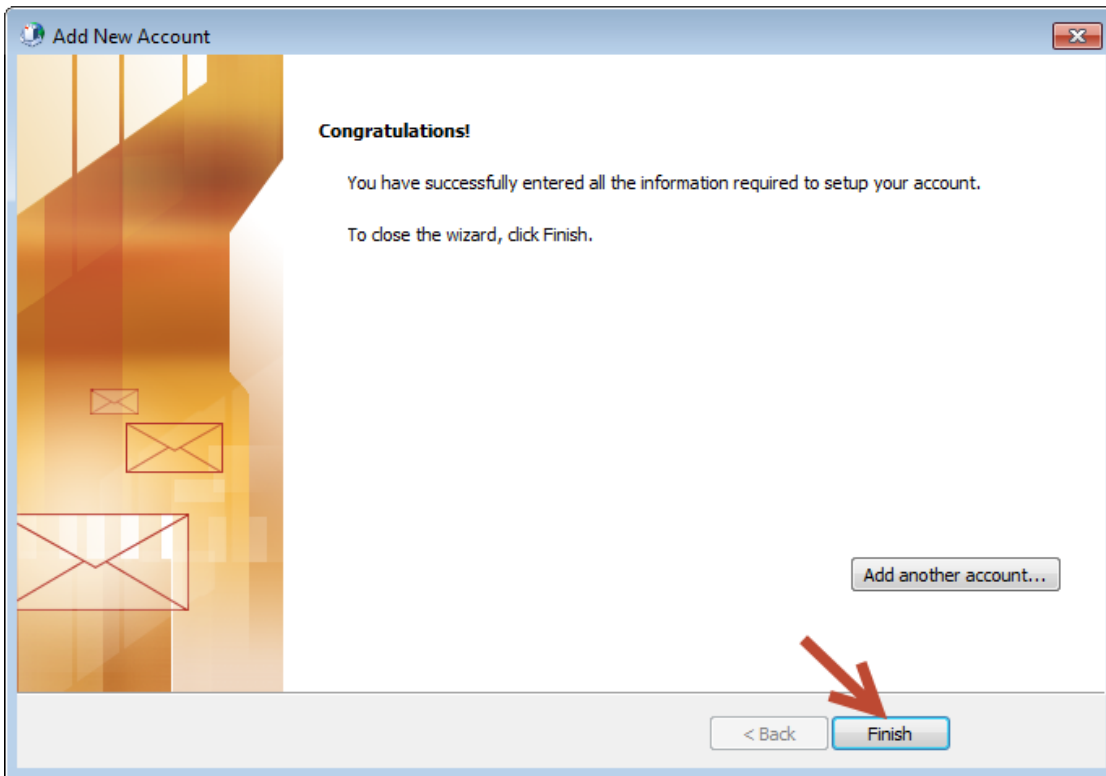 Add New Account
Congratulations!
You have successfully entered all the information required to setup your account.
To close the wizard, click Finish.
Add another account...
< Back
Finish